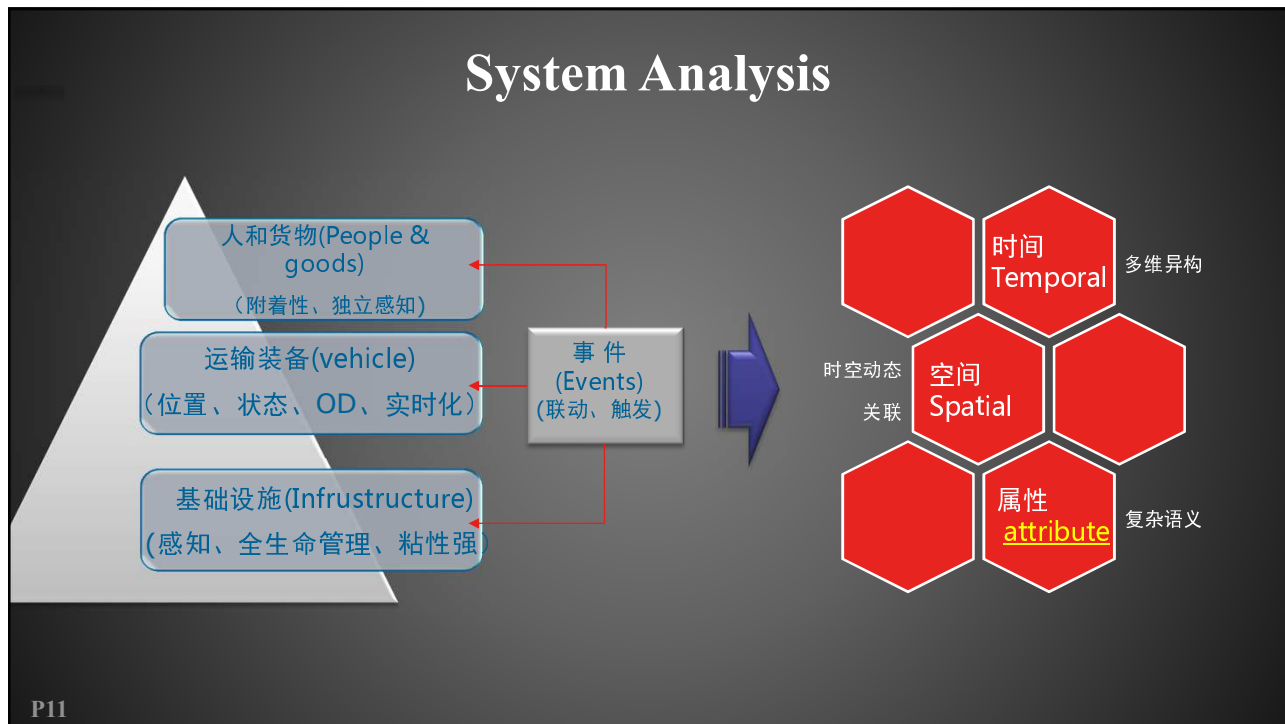 System Analysis
人和货物(People &
goods)
（附着性、独立感知)
运输装备(vehicle)
（位置、状态、OD、实时化）
基础设施(Infrustructure)
(感知、全生命管理、粘性强）
事 件
(Events)
(联动、触发)
时间
Temporal
多维异构
时空动态
关联
空间
Spatial
属性
attribute
复杂语义
P11